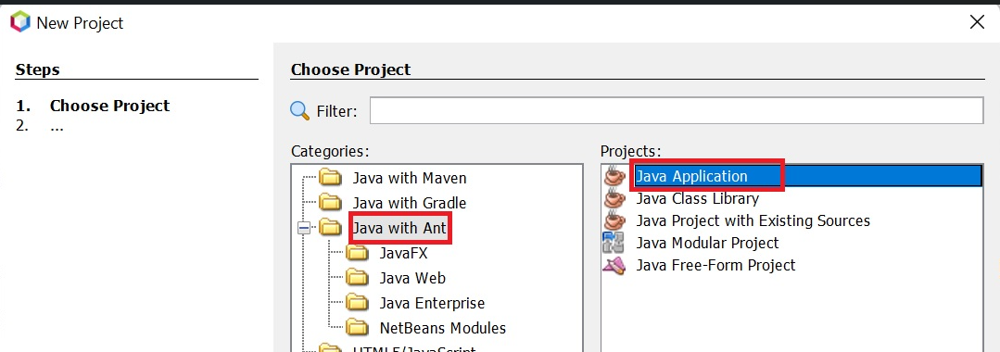 New Project
Steps
1. Choose Project
2. ...
Choose Project
Filter:
Categories:
Java with Maven
Java with Gradle
Java with Ant
JavaFX
Java Web
Java Enterprise
NetBeans Modules
HTML5/JavaScript
Projects:
Java Application
Java Class Library
Java Project with Existing Sources
Java Modular Project
Java Free-Form Project